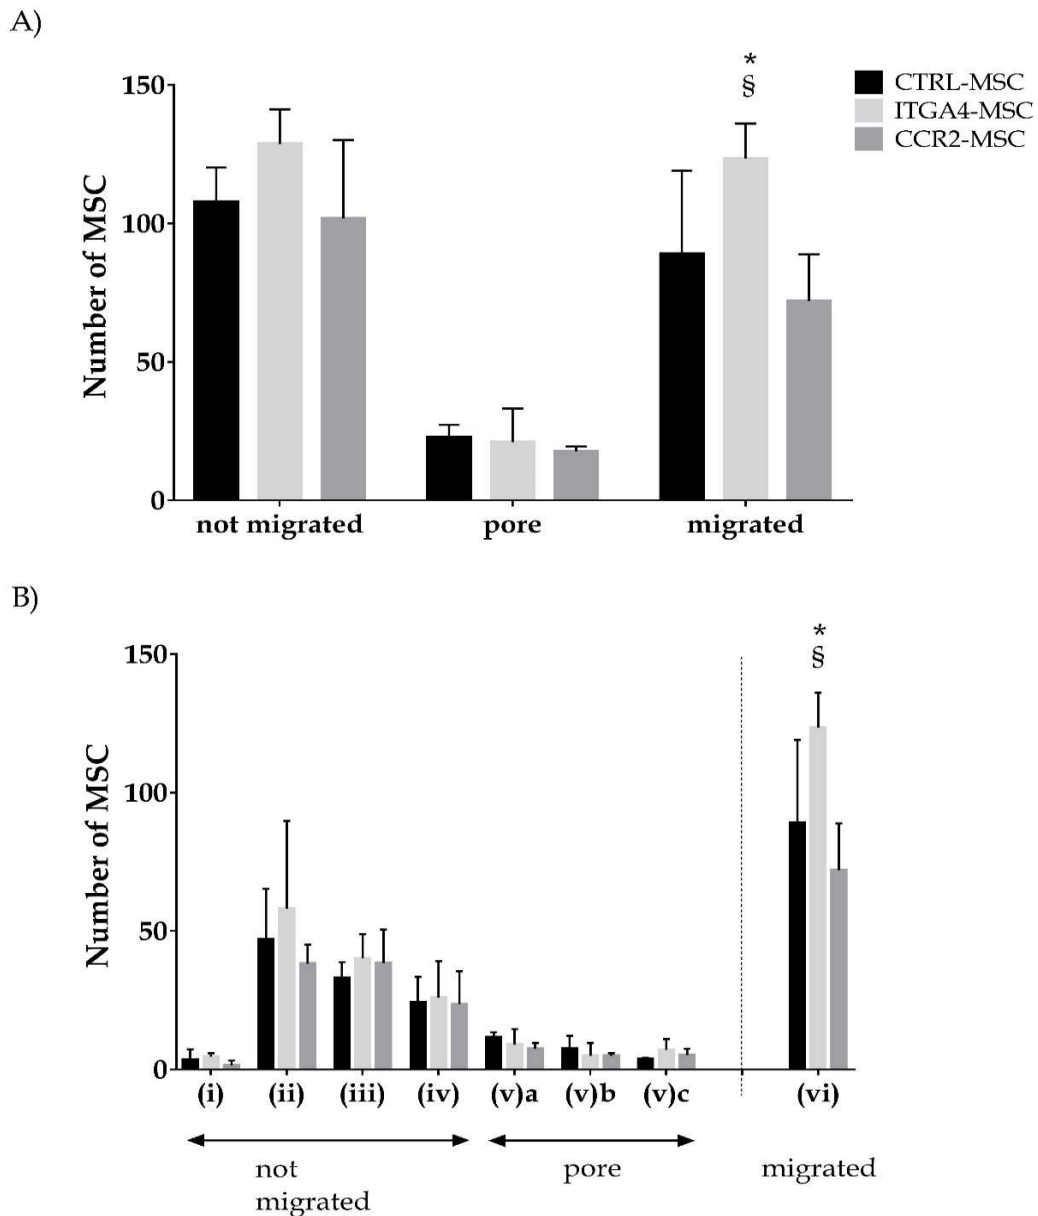 A)
*
§
150
100
50
0
Number of MSC
CTRL-MSC
ITGA4-MSC
CCR2-MSC
not migrated pore migrated
B)
*
§
150
100
50
0
Number of MSC
(i) (ii) (iii) (iv) (v)a (v)b (v)c (vi)
not pore migrated
migrated